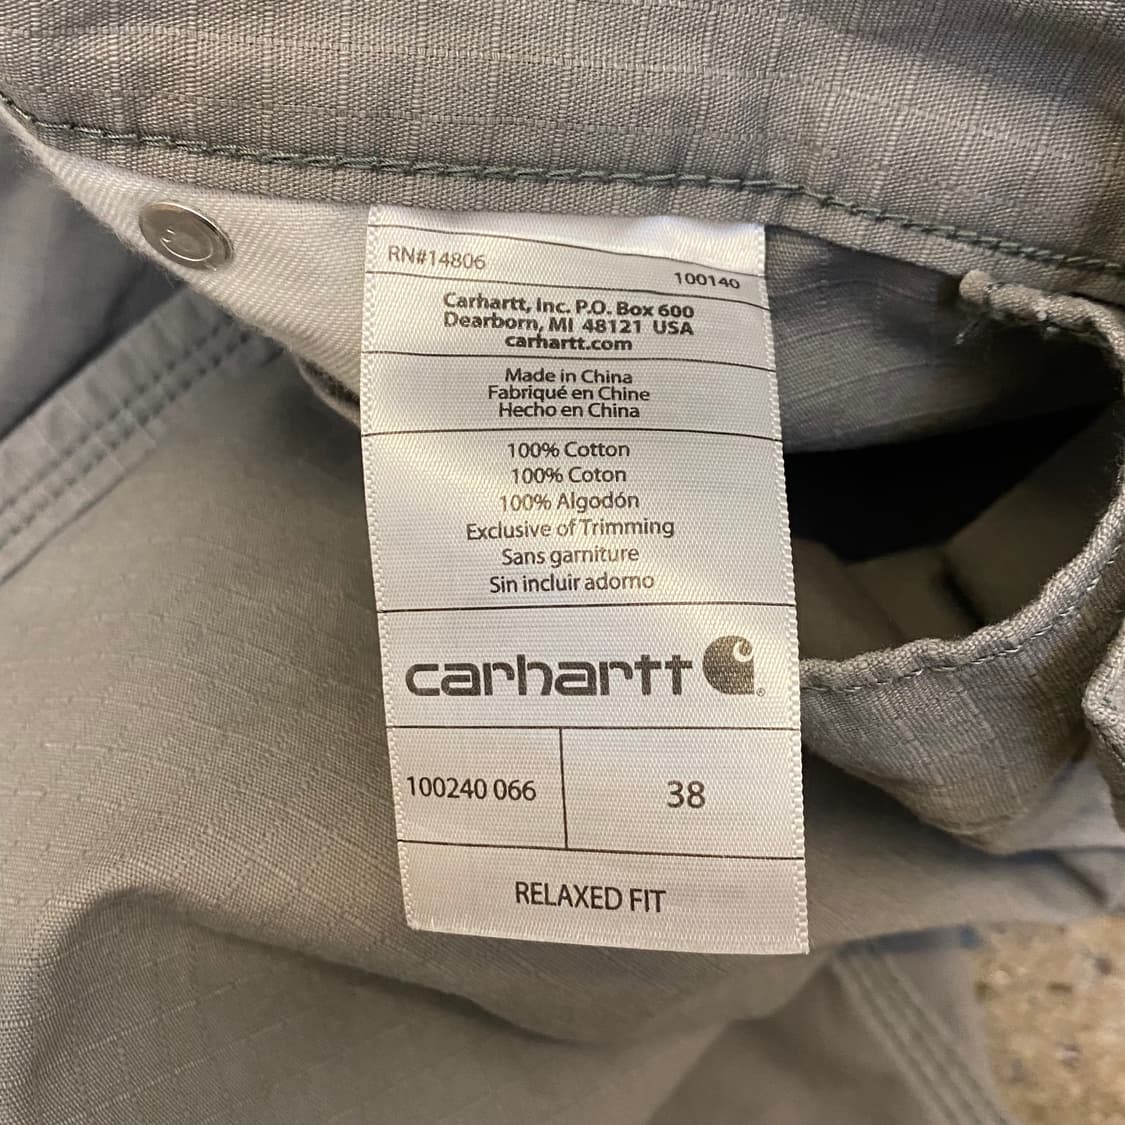 RN#14806
100140
Carhartt, Inc. P.O. Box 600
Dearborn, MI 48121 USA
carhartt.com
Made in China
Fabriqué en Chine
Hecho en China
100% Cotton
100% Coton
100% Algodón
Exclusive of Trimming
Sans garniture
Sin incluir adorno
carhartt
100240 066
38
RELAXED FIT